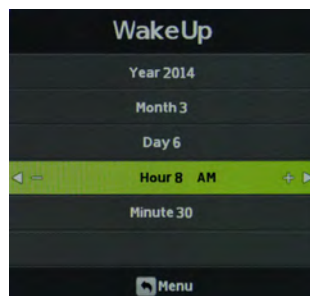 WakeUp
Year 2014
Month 3
Day 6
Hour 8 AM
Minute 30
Menu